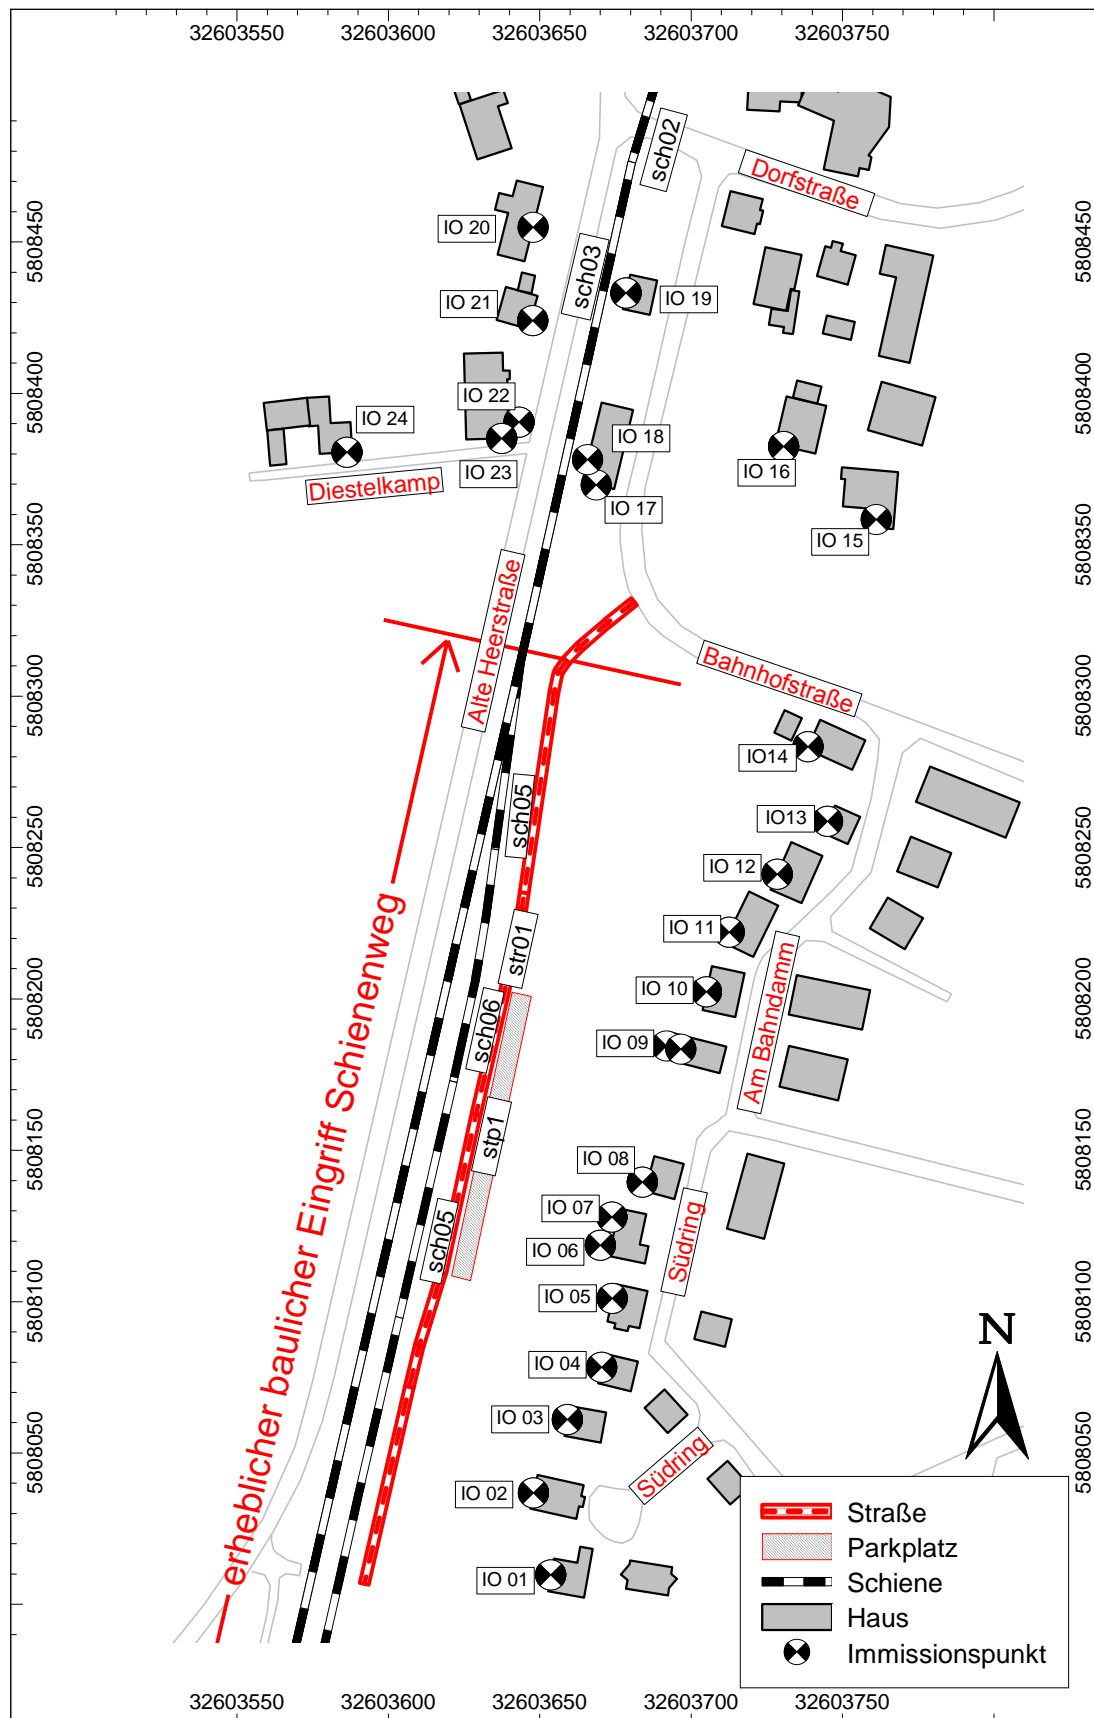 32603550 32603600 32603650 32603700 32603750
sch02
Dorfstraße
5808450
5808450
IO 20
sch03
IO 21
IO 19
5808400
5808400
IO 22
IO 24
IO 18
IO 23
IO 16
Diestelkamp
IO 17
IO 15
5808350
5808350
Alte Heerstraße
Bahnhofstraße
5808300
5808300
IO14
sch05
IO13
5808250
5808250
IO 12
erheblicher baulicher Eingriff Schienenweg
IO 11
str01
IO 10
5808200
5808200
sch06
IO 09
Am Bahndamm
stp1
5808150
5808150
IO 08
IO 07
sch05
IO 06
Südring
5808100
5808100
IO 05
N
IO 04
IO 03
5808050
5808050
Südring
IO 02
IO 01
Straße
Parkplatz
Schiene
Haus
Immissionspunkt
32603550 32603600 32603650 32603700 32603750